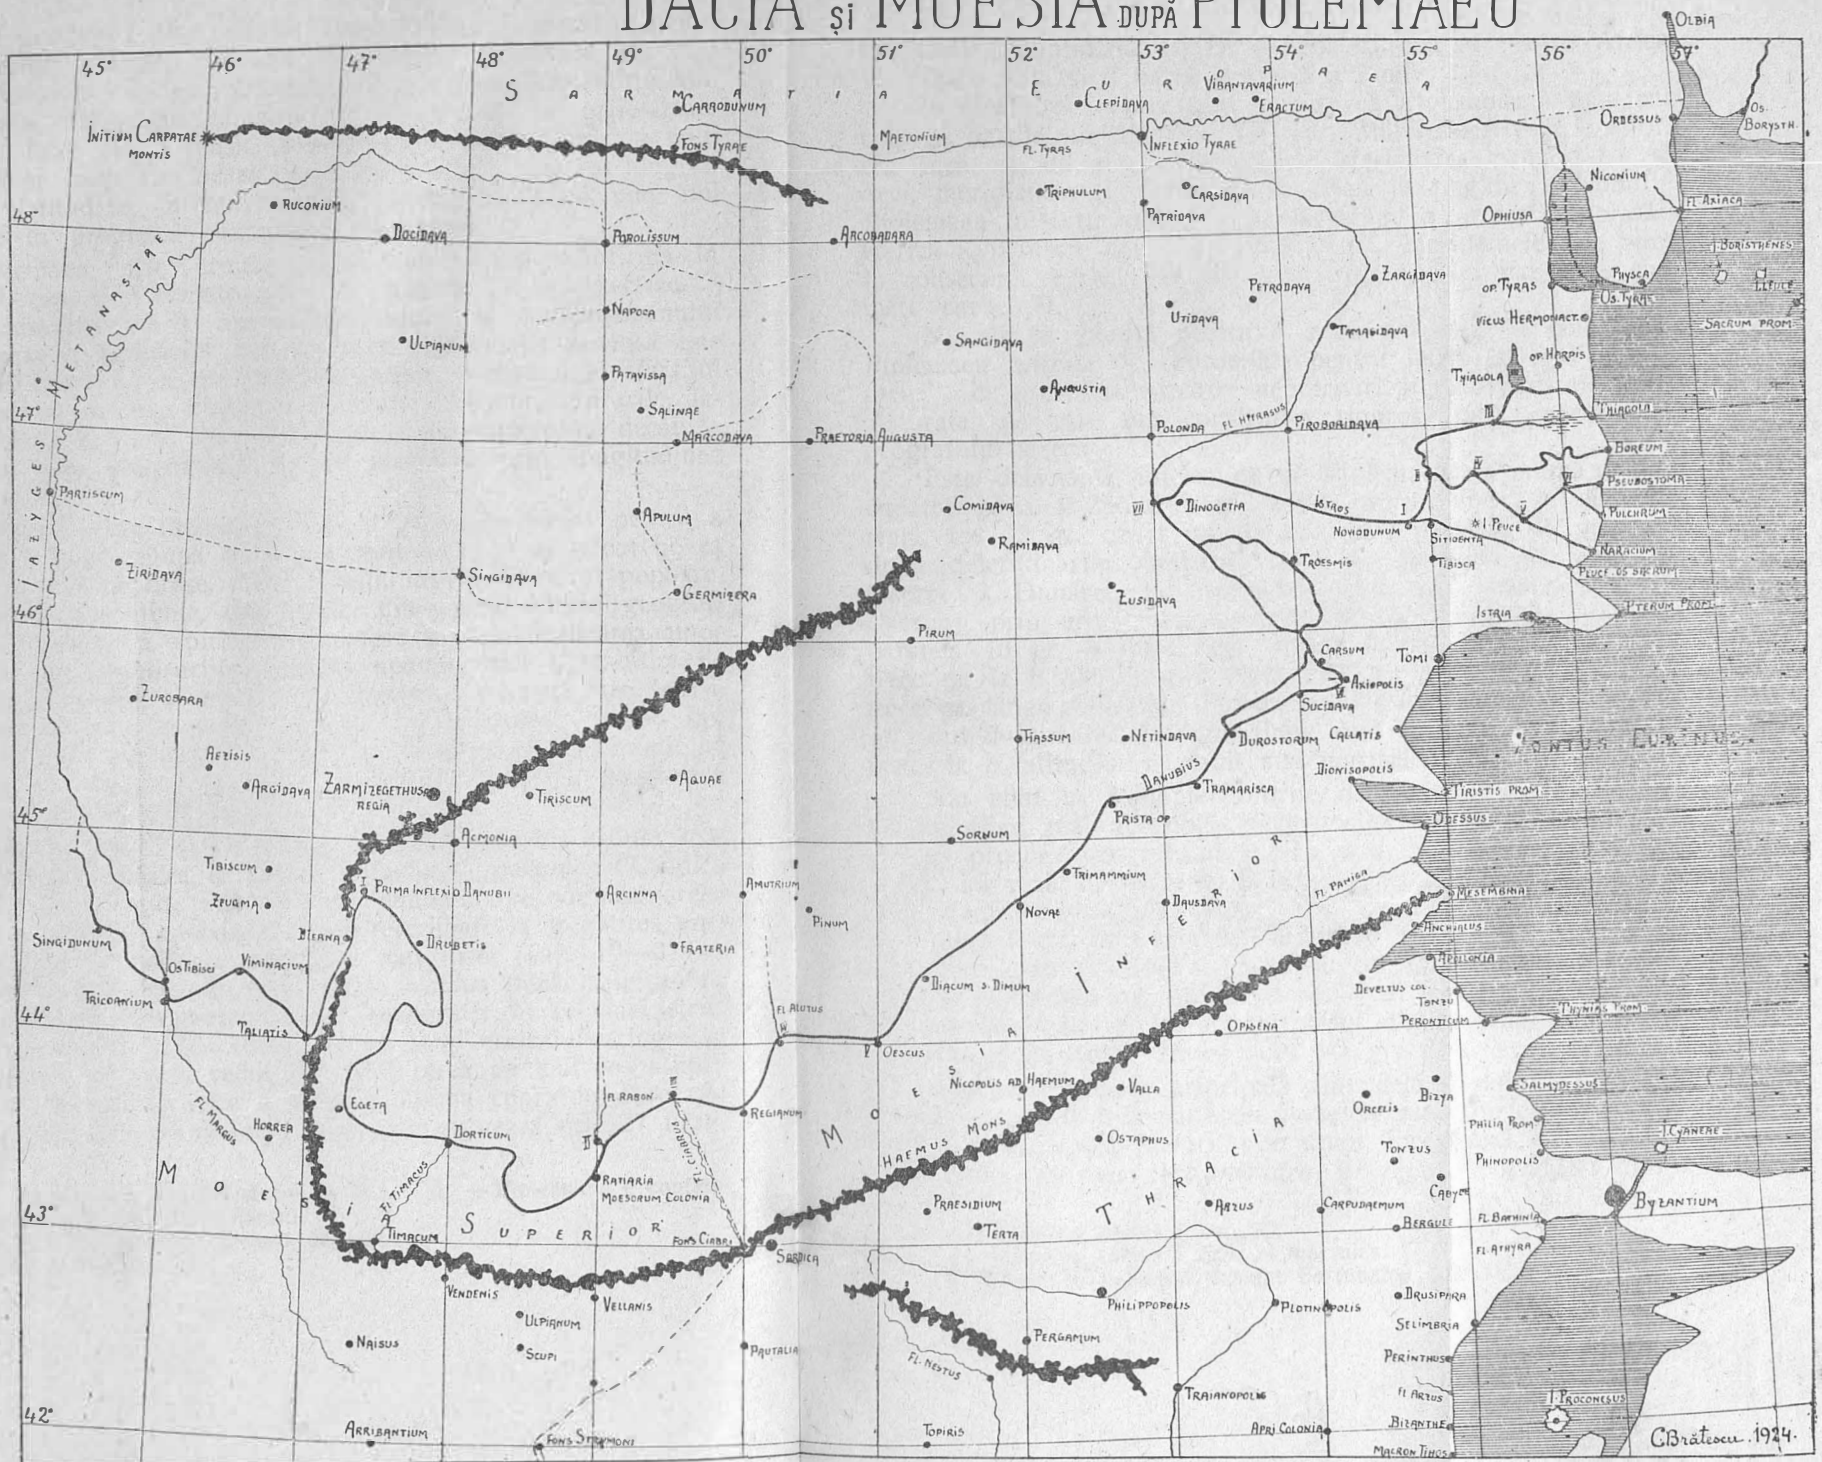 DACIA și MOESIA DUPĂ PTOLEMAEU
45° 46° 47° 48° 49° 50° 51° 52° 53° 54° 55° 56° 57°
SARMATIA EUROPAEA
OLBIA
CARRODUNUM
CLEPIDAVA
VIBANTAVARIUM
ERACTUM
ORDESSUS
OS. BORYSTH.
INITIUM CARPATAE
MONTIS
FONS TYRAE
MAETONIUM
FL. TYRAS
INFLEXIO TYRAE
RUCONIUM
TRIPHULUM
CARSIDAVA
PATRIDAVA
NICONIUM
FL. AXIACA
OPHIUSA
48°
DOCIDAVA
POROLISSUM
ARCOBADARA
I. BORISTHENES
ZARGIDAVA
PHYSCA
I. LEUCE
PETRODAVA
OP. TYRAS
OS. TYRAE
NAPOCA
UTIDAVA
TAMASIDAVA
VICUS HERMONACT.
SACRUM PROM.
ULPIANUM
SANGIDAVA
OP. HARPIS
IAZYGES METANASTAE
PATAVISSA
ANGUSTIA
THIAGOLA
47°
SALINAE
FL. HIERASUS
III
THIAGOLA
MARCODAVA
PRAETORIA AUGUSTA
POLONDA
PIROBORIDAVA
BOREUM
II
IV
VI
PSEUDOSTOMA
PARTISCUM
APULUM
COMIDAVA
VII
DINOGETIA
ISTROS
I
NOVIODUNUM
SITIOENTA
I. PEUCE
V
PULCHRUM
RAMIDAVA
NARACIUM
ZIRIDAVA
SINGIDAVA
TROESMIS
TIBISCA
PEUCE. OS SACRUM
GERMIZERA
ZUSIDAVA
46°
ISTRIA
PTERUM PROM.
PIRUM
CARSUM
TOMI
ZUROBARA
AXIOPOLIS
SUCIDAVA
TIASSUM
NETINDAVA
DUROSTORUM
CALLATIS
PONTUS EUXINUS
AEZISIS
ARGIDAVA
ZARMIZEGETHUSA
REGIA
TIRISCUM
AQUAE
DANUBIUS
TRAMARISCA
DIONISOPOLIS
TIRISTIS PROM.
45°
ACMONIA
SORNUM
PRISTA OP.
ODESSUS
TIBISCUM
I
PRIMA INFLEXIO DANUBII
ARCINNA
AMUTRIUM
TRIMAMMIUM
FL. PANISA
MESEMBRIA
ZEUGMA
PINUM
NOVAE
DAUSDAVA
SINGIDUNUM
DIERNA
DRUBETIS
FRATERIA
ANCHIALUS
OS TIBISCI
VIMINACIUM
APOLLONIA
TRICORNIUM
DIACUM S. DIMUM
DEVELTUS COL.
TONZU
FL. ALUTUS
THYNIAS PROM.
44°
TALIATIS
V
OESCUS
OPISENA
PERONTICUM
MOESIA INFERIOR
NICOPOLIS AD HAEMUM
VALLA
SALMYDESSUS
FL. MARGUS
EGETA
FL. RABON
REGIANUM
ORCELIS
BIZYA
HORREA
DORTICUM
II
HAEMUS MONS
OSTAPHUS
PHILIA PROM.
I. CYANEAE
TONZUS
PHINOPOLIS
FL. TIMACUS
RATIARIA
MOESORUM COLONIA
FL. CIABRUS
THRACIA
CABYLE
PRAESIDIUM
ARZUS
CARPUDAEMUM
BYZANTIUM
43°
MOESIA SUPERIOR
TIMACUM
FONS CIABRI
SARDICA
TERTA
BERGULE
FL. BATHINIA
FL. ATHYRA
VENDENIS
VELLANIS
PHILIPPOPOLIS
PLOTINOPOLIS
DRUSIPARA
ULPIANUM
SELIMBRIA
NAISUS
SCUPI
PAUTALIA
PERGAMUM
PERINTHUS
FL. NESTUS
TRAIANOPOLIS
FL. ARZUS
I. PROCONESUS
42°
ARRIBANTIUM
FONS STRYMONI
TOPIRIS
APRI COLONIA
BIZANTHE
C. Brătescu. 1924.
MACRON TIHOS